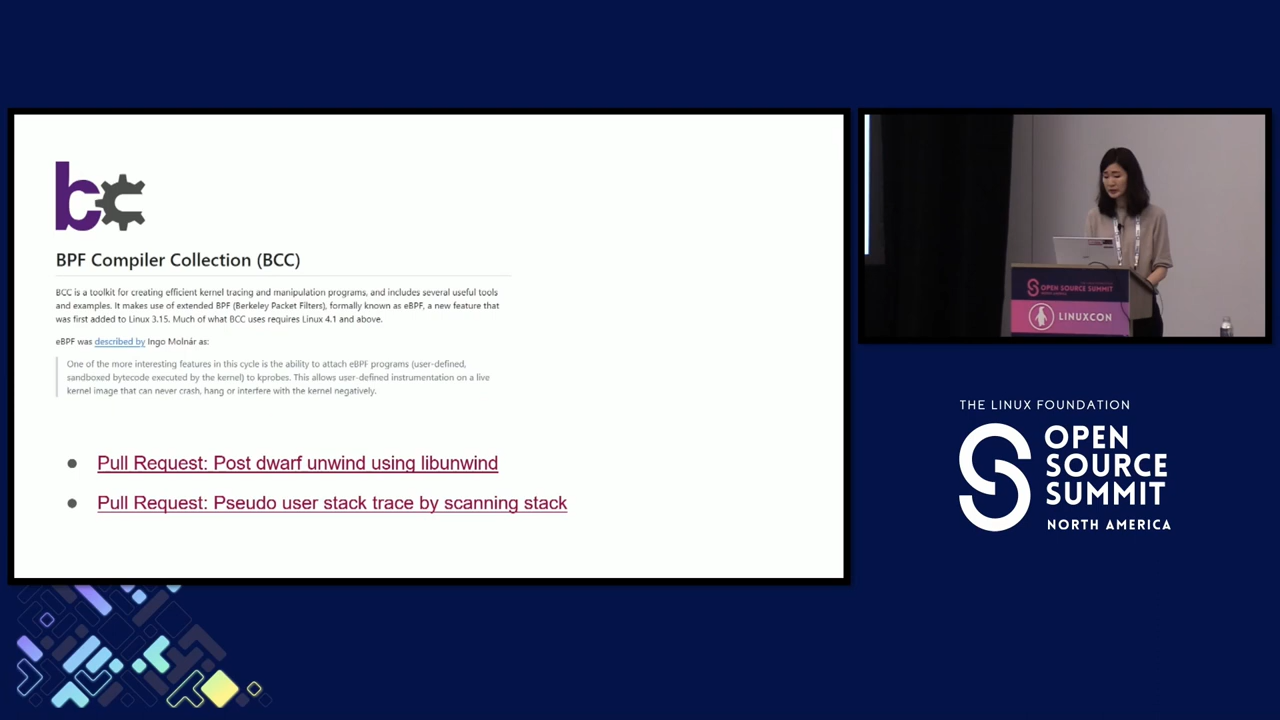 bc
BPF Compiler Collection (BCC)
BCC is a toolkit for creating efficient kernel tracing and manipulation programs, and includes several useful tools
and examples. It makes use of extended BPF (Berkeley Packet Filters), formally known as eBPF, a new feature that
was first added to Linux 3.15. Much of what BCC uses requires Linux 4.1 and above.
eBPF was described by Ingo Molnár as:
One of the more interesting features in this cycle is the ability to attach eBPF programs (user-defined,
sandboxed bytecode executed by the kernel) to kprobes. This allows user-defined instrumentation on a live
kernel image that can never crash, hang or interfere with the kernel negatively.
● Pull Request: Post dwarf unwind using libunwind
● Pull Request: Pseudo user stack trace by scanning stack
OPEN SOURCE SUMMIT
LINUXCON
THE LINUX FOUNDATION
OPEN
SOURCE
SUMMIT
NORTH AMERICA